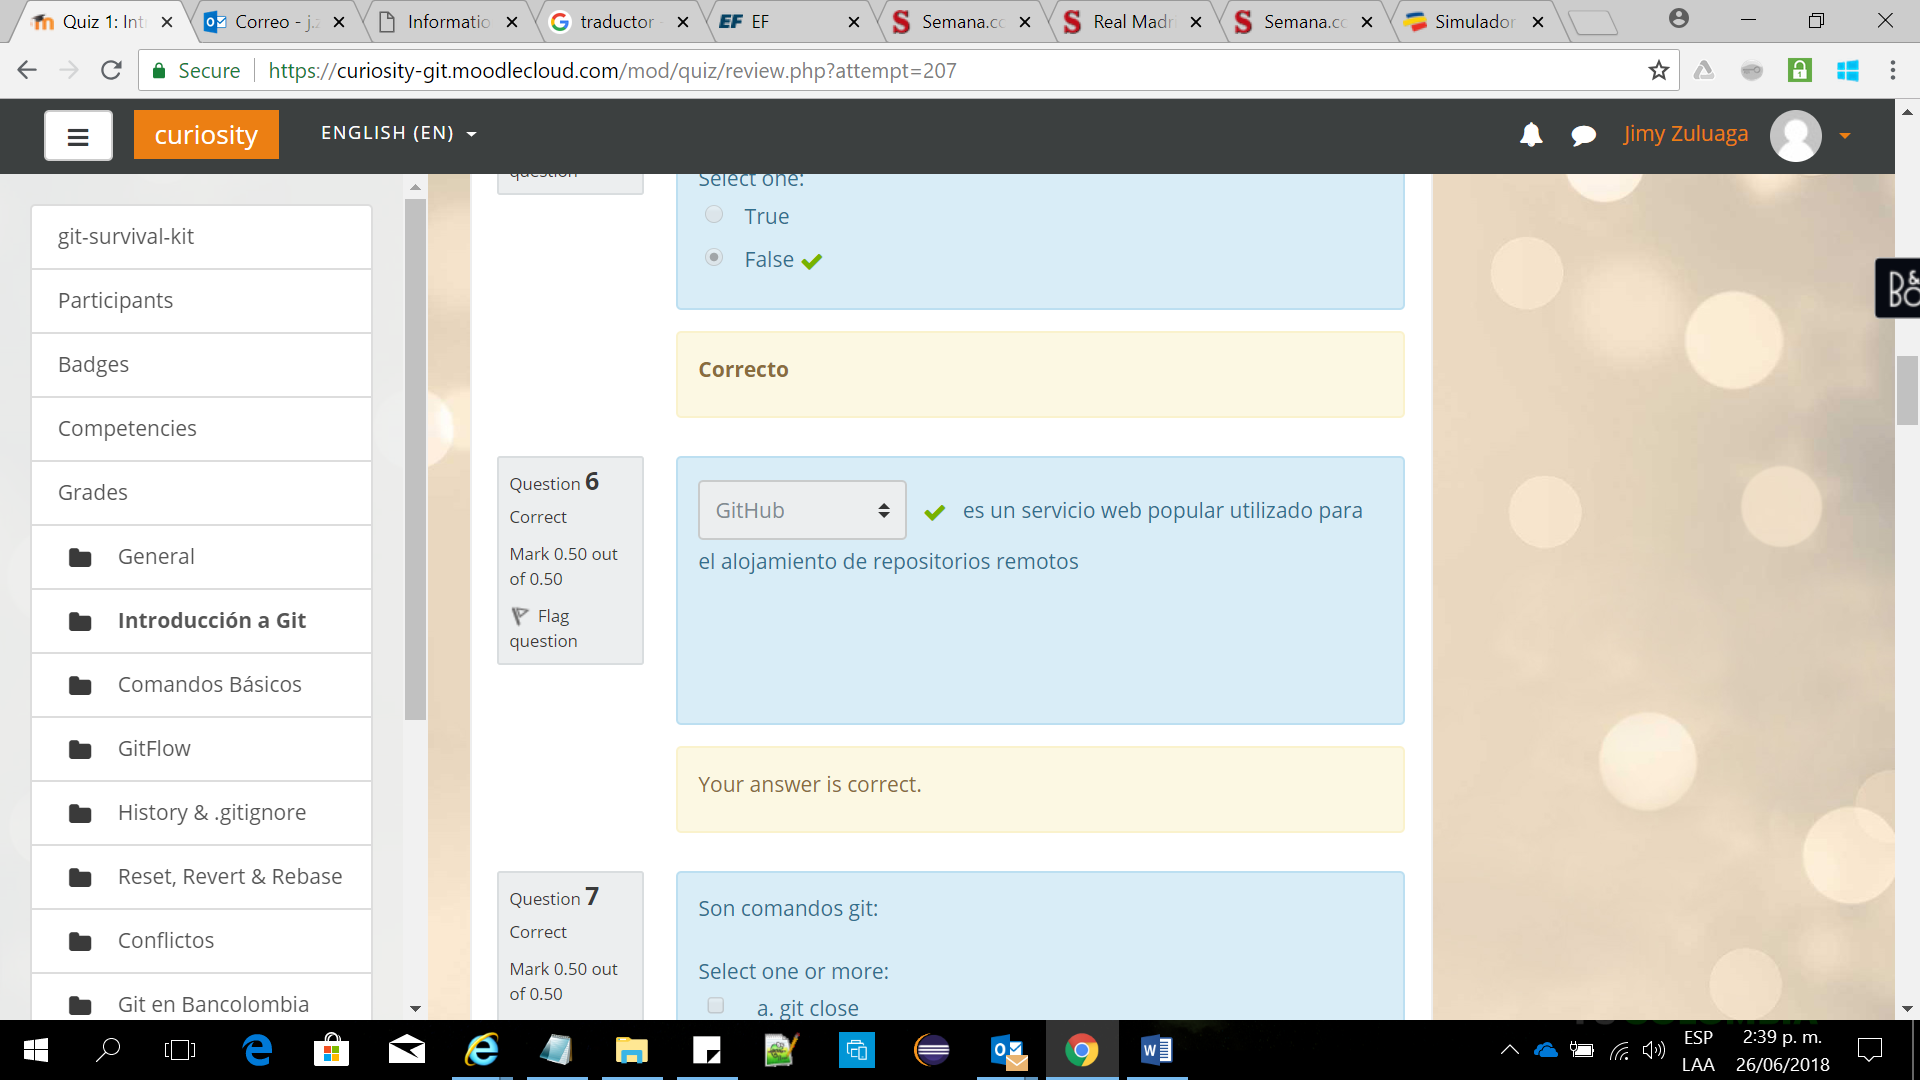 Quiz 1: Int
Correo - j.z
Informatio
traductor
EF EF
S Semana.co
S Real Madr
S Semana.co
Simulador
Secure
https://curiosity-git.moodlecloud.com/mod/quiz/review.php?attempt=207
curiosity
ENGLISH (EN)
Jimy Zuluaga
git-survival-kit
Participants
Badges
Competencies
Grades
General
Introducción a Git
Comandos Básicos
GitFlow
History & .gitignore
Reset, Revert & Rebase
Conflictos
Git en Bancolombia
question
Select one:
True
False
Correcto
Question 6
Correct
Mark 0.50 out
of 0.50
Flag
question
GitHub es un servicio web popular utilizado para
el alojamiento de repositorios remotos
Your answer is correct.
Question 7
Correct
Mark 0.50 out
of 0.50
Son comandos git:
Select one or more:
a. git close
ESP
LAA
2:39 p. m.
26/06/2018